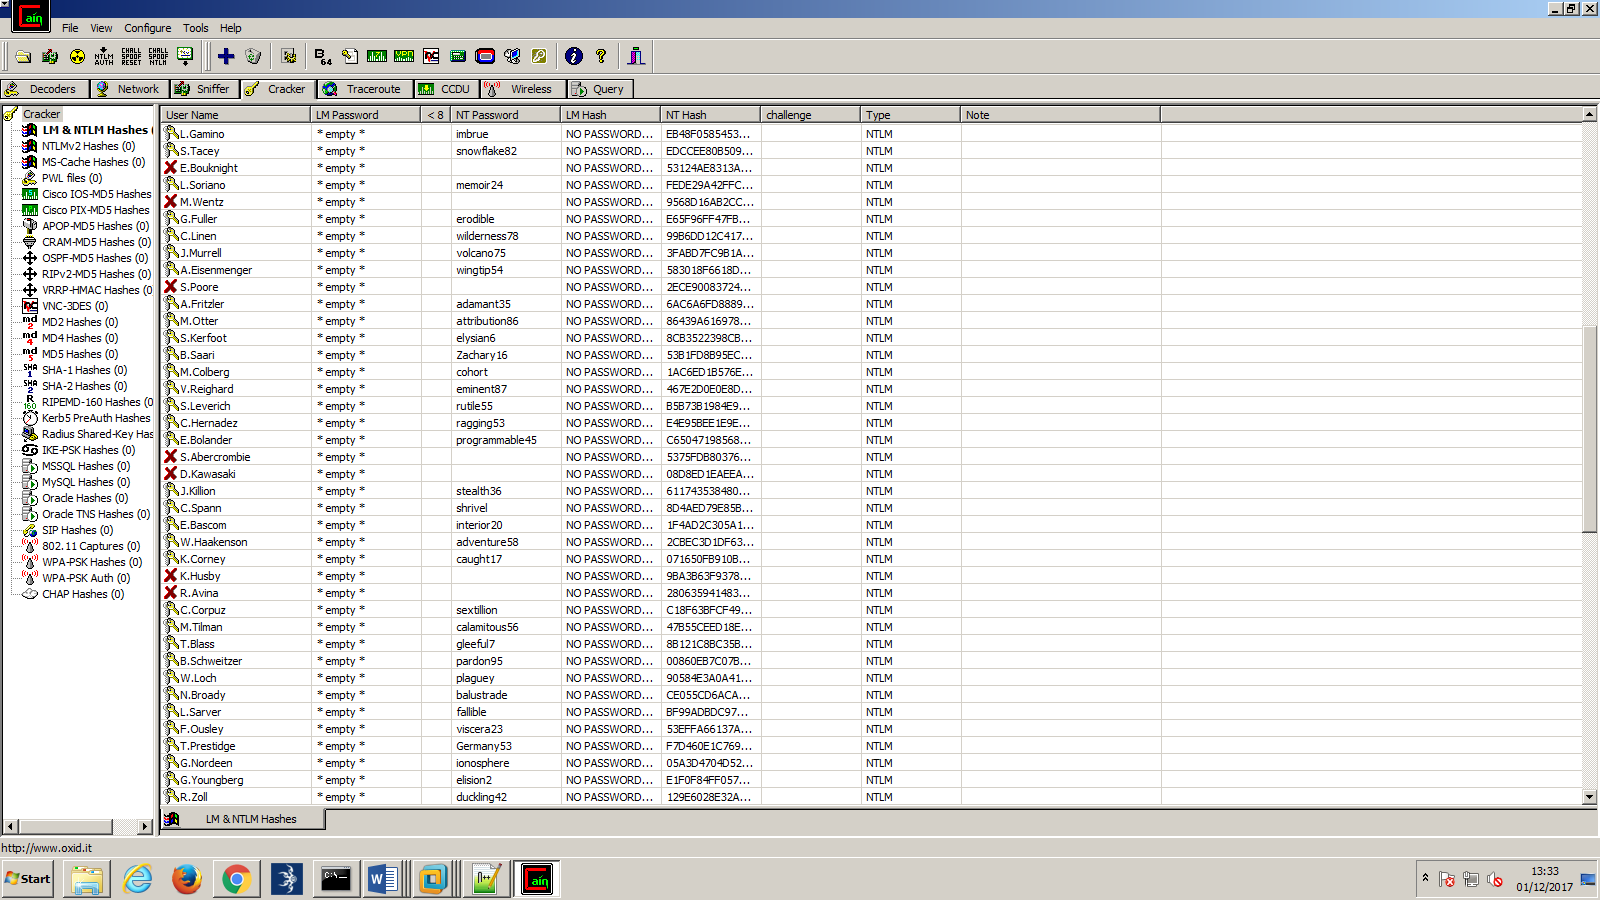 Cain
File View Configure Tools Help
NTLM AUTH CHALL SPOOF RESET CHALL SPOOF NTLM B 64
Decoders Network Sniffer Cracker Traceroute CCDU Wireless Query
Cracker
LM & NTLM Hashes (
NTLMv2 Hashes (0)
MS-Cache Hashes (0)
PWL files (0)
Cisco IOS-MD5 Hashes
Cisco PIX-MD5 Hashes
APOP-MD5 Hashes (0)
CRAM-MD5 Hashes (0)
OSPF-MD5 Hashes (0)
RIPv2-MD5 Hashes (0)
VRRP-HMAC Hashes (0
VNC-3DES (0)
MD2 Hashes (0)
MD4 Hashes (0)
MD5 Hashes (0)
SHA-1 Hashes (0)
SHA-2 Hashes (0)
RIPEMD-160 Hashes (0
Kerb5 PreAuth Hashes
Radius Shared-Key Has
IKE-PSK Hashes (0)
MSSQL Hashes (0)
MySQL Hashes (0)
Oracle Hashes (0)
Oracle TNS Hashes (0)
SIP Hashes (0)
802.11 Captures (0)
WPA-PSK Hashes (0)
WPA-PSK Auth (0)
CHAP Hashes (0)
User Name LM Password < 8 NT Password LM Hash NT Hash challenge Type Note
L.Gamino * empty * imbrue NO PASSWORD... EB48F0585453... NTLM
S.Tacey * empty * snowflake82 NO PASSWORD... EDCCEE80B509... NTLM
E.Bouknight * empty * NO PASSWORD... 53124AE8313A... NTLM
L.Soriano * empty * memoir24 NO PASSWORD... FEDE29A42FFC... NTLM
M.Wentz * empty * NO PASSWORD... 9568D16AB2CC... NTLM
G.Fuller * empty * erodible NO PASSWORD... E65F96FF47FB... NTLM
C.Linen * empty * wilderness78 NO PASSWORD... 99B6DD12C417... NTLM
J.Murrell * empty * volcano75 NO PASSWORD... 3FABD7FC9B1A... NTLM
A.Eisenmenger * empty * wingtip54 NO PASSWORD... 583018F6618D... NTLM
S.Poore * empty * NO PASSWORD... 2ECE90083724... NTLM
A.Fritzler * empty * adamant35 NO PASSWORD... 6AC6A6FD8889... NTLM
M.Otter * empty * attribution86 NO PASSWORD... 86439A616978... NTLM
S.Kerfoot * empty * elysian6 NO PASSWORD... 8CB3522398CB... NTLM
B.Saari * empty * Zachary16 NO PASSWORD... 53B1FD8B95EC... NTLM
M.Colberg * empty * cohort NO PASSWORD... 1AC6ED1B576E... NTLM
V.Reighard * empty * eminent87 NO PASSWORD... 467E2D0E0E8D... NTLM
S.Leverich * empty * rutile55 NO PASSWORD... B5B73B1984E9... NTLM
C.Hernadez * empty * ragging53 NO PASSWORD... E4E95BEE1E9E... NTLM
E.Bolander * empty * programmable45 NO PASSWORD... C65047198568... NTLM
S.Abercrombie * empty * NO PASSWORD... 5375FDB80376... NTLM
D.Kawasaki * empty * NO PASSWORD... 08D8ED1EAEEA... NTLM
J.Killion * empty * stealth36 NO PASSWORD... 611743538480... NTLM
C.Spann * empty * shrivel NO PASSWORD... 8D4AED79E85B... NTLM
E.Bascom * empty * interior20 NO PASSWORD... 1F4AD2C305A1... NTLM
W.Haakenson * empty * adventure58 NO PASSWORD... 2CBEC3D1DF63... NTLM
K.Corney * empty * caught17 NO PASSWORD... 071650FB910B... NTLM
K.Husby * empty * NO PASSWORD... 9BA3B63F9378... NTLM
R.Avina * empty * NO PASSWORD... 280635941483... NTLM
C.Corpuz * empty * sextillion NO PASSWORD... C18F63BFCF49... NTLM
M.Tilman * empty * calamitous56 NO PASSWORD... 47B55CEED18E... NTLM
T.Blass * empty * gleeful7 NO PASSWORD... 8B121C8BC35B... NTLM
B.Schweitzer * empty * pardon95 NO PASSWORD... 00860EB7C07B... NTLM
W.Loch * empty * plaguey NO PASSWORD... 90584E3A0A41... NTLM
N.Broady * empty * balustrade NO PASSWORD... CE055CD6ACA... NTLM
L.Sarver * empty * fallible NO PASSWORD... BF99ADBDC97... NTLM
F.Ousley * empty * viscera23 NO PASSWORD... 53EFFA66137A... NTLM
T.Prestidge * empty * Germany53 NO PASSWORD... F7D460E1C769... NTLM
G.Nordeen * empty * ionosphere NO PASSWORD... 05A3D4704D52... NTLM
G.Youngberg * empty * elision2 NO PASSWORD... E1F0F84FF057... NTLM
R.Zoll * empty * duckling42 NO PASSWORD... 129E6028E32A... NTLM
LM & NTLM Hashes
http://www.oxid.it
Start
13:33
01/12/2017